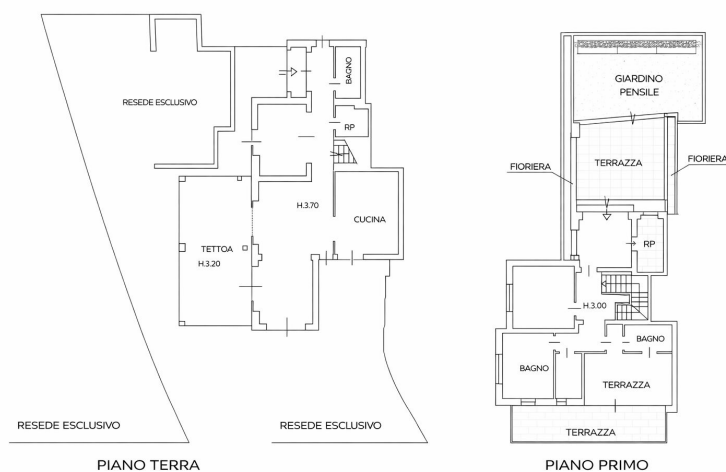 RESEDE ESCLUSIVO
BAGNO
RP
H.3.70
CUCINA
TETTOA
H.3.20
RESEDE ESCLUSIVO
RESEDE ESCLUSIVO
PIANO TERRA
GIARDINO
PENSILE
FIORIERA
TERRAZZA
FIORIERA
RP
H.3.00
BAGNO
BAGNO
TERRAZZA
TERRAZZA
PIANO PRIMO